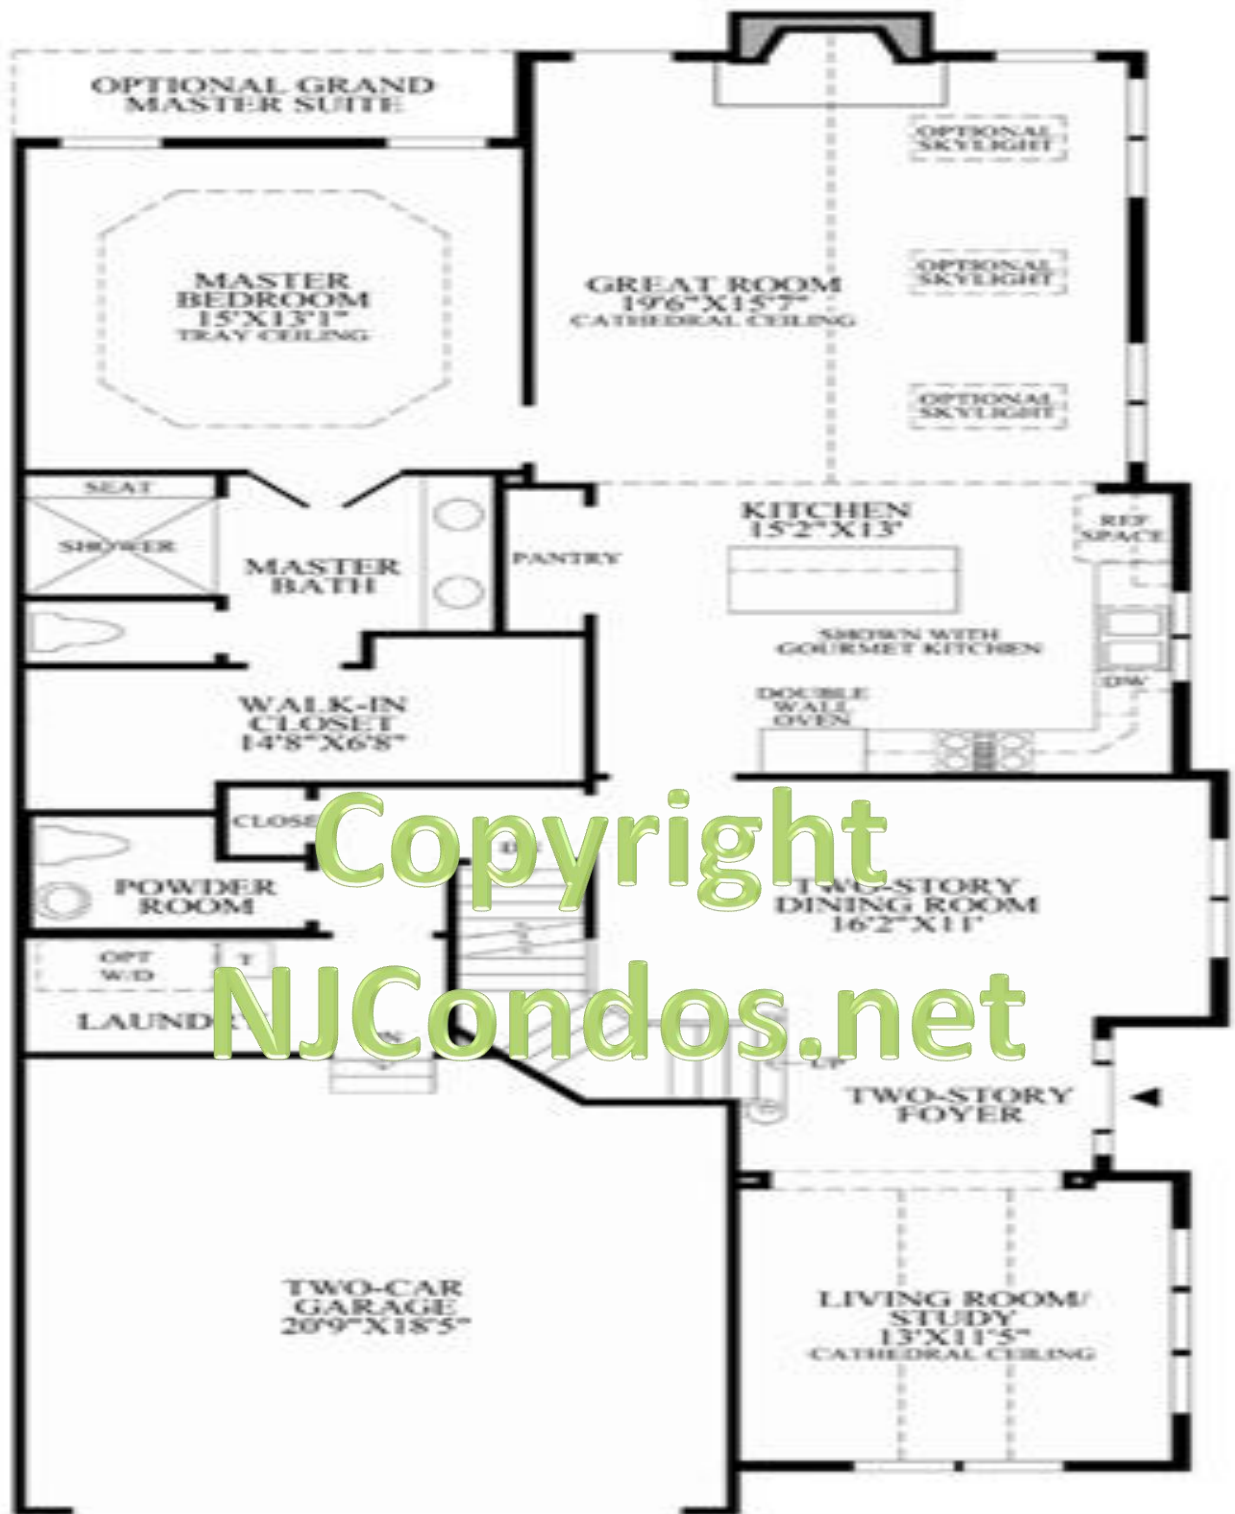 OPTIONAL GRAND
MASTER SUITE
OPTIONAL
SKYLIGHT
MASTER
BEDROOM
15'X13'1"
TRAY CEILING
GREAT ROOM
19'6"X15'7"
CATHEDRAL CEILING
OPTIONAL
SKYLIGHT
OPTIONAL
SKYLIGHT
SEAT
SHOWER
MASTER
BATH
PANTRY
KITCHEN
15'2"X13'
REF
SPACE
SHOWN WITH
GOURMET KITCHEN
DW
DOUBLE
WALL
OVEN
WALK-IN
CLOSET
14'8"X6'8"
CLOSE
Copyright
POWDER
ROOM
TWO-STORY
DINING ROOM
16'2"X11'
OPT
W/D
T
NJCondos.net
LAUNDRY
UP
TWO-STORY
FOYER
TWO-CAR
GARAGE
20'9"X18'5"
LIVING ROOM/
STUDY
13'X11'5"
CATHEDRAL CEILING